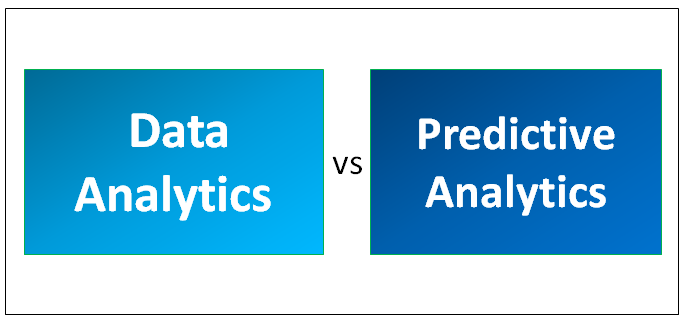 Data
Analytics
vs
Predictive
Analytics